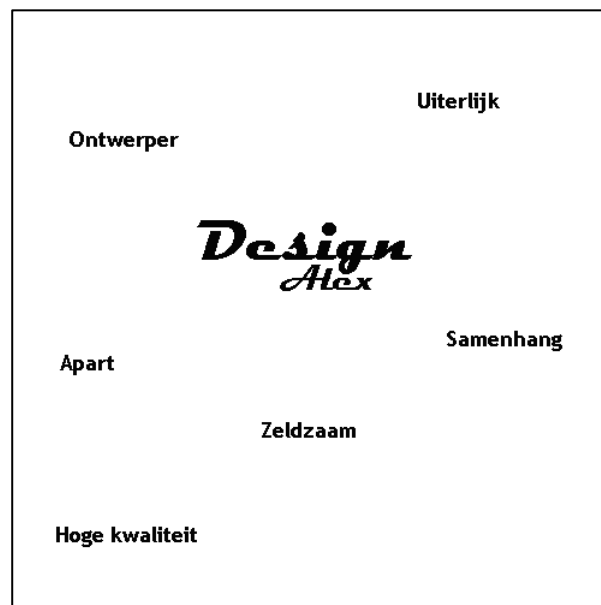 Uiterlijk
Ontwerper
Design
Alex
Samenhang
Apart
Zeldzaam
Hoge kwaliteit